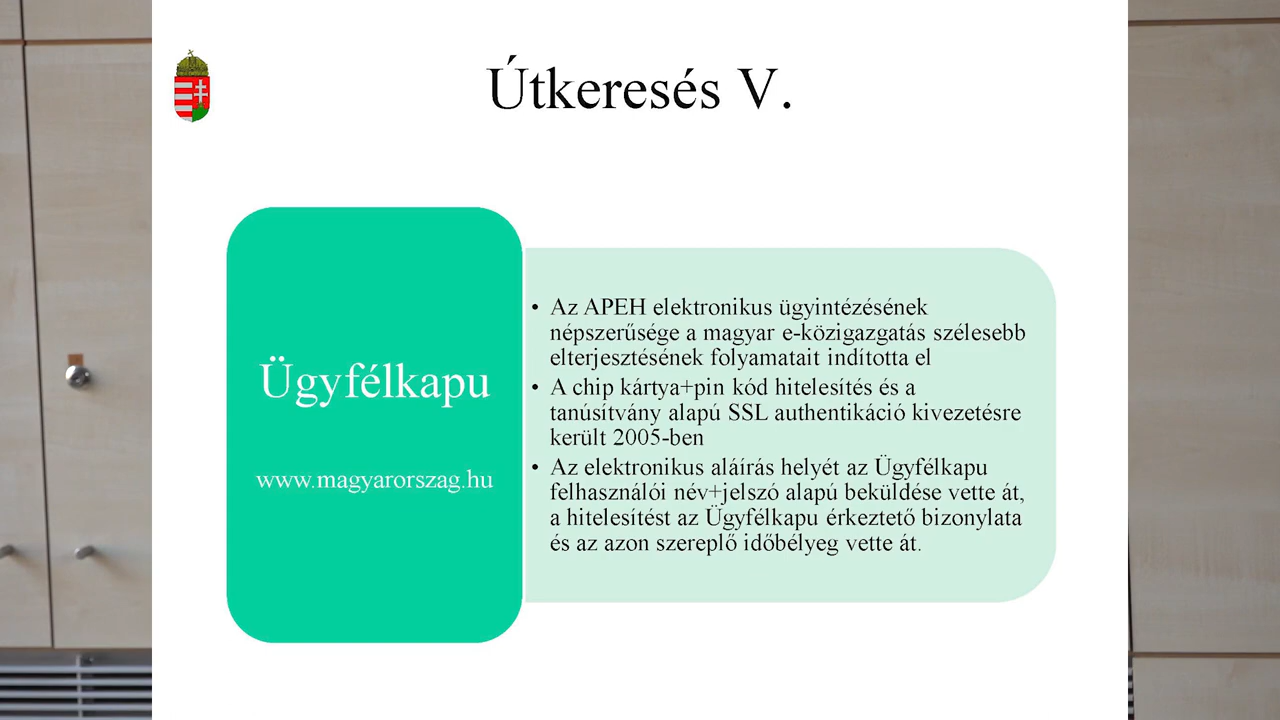 Útkeresés V.
Ügyfélkapu
www.magyarorszag.hu
• Az APEH elektronikus ügyintézésének
népszerűsége a magyar e-közigazgatás szélesebb
elterjesztésének folyamatait indította el
• A chip kártya+pin kód hitelesítés és a
tanúsítvány alapú SSL authentikáció kivezetésre
került 2005-ben
• Az elektronikus aláírás helyét az Ügyfélkapu
felhasználói név+jelszó alapú beküldése vette át,
a hitelesítést az Ügyfélkapu érkeztető bizonylata
és az azon szereplő időbélyeg vette át.